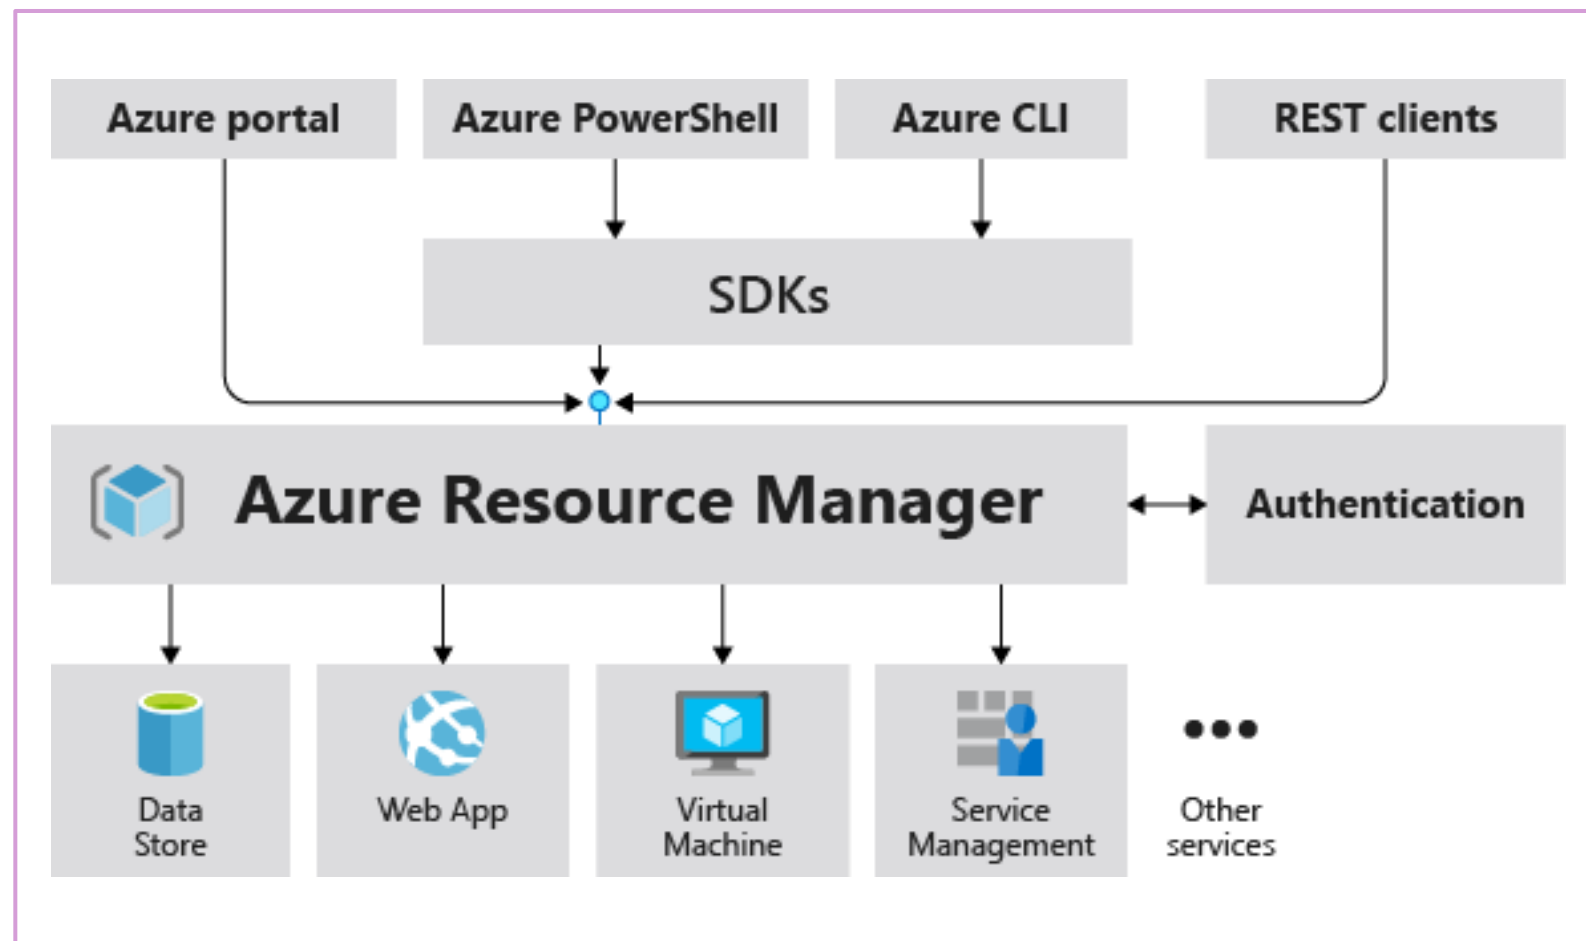 Azure portal
Azure PowerShell
Azure CLI
REST clients
SDKs
Azure Resource Manager
Authentication
Data
Store
Web App
Virtual
Machine
Service
Management
Other
services